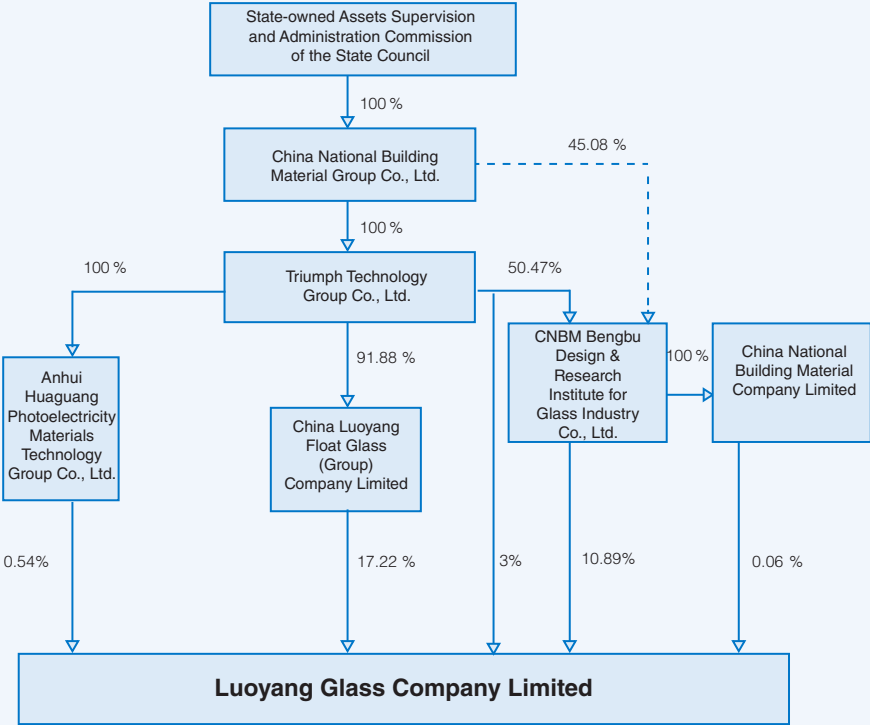 State-owned Assets Supervision
and Administration Commission
of the State Council
100 %
China National Building
Material Group Co., Ltd.
45.08 %
100 %
Triumph Technology
Group Co., Ltd.
100 %
50.47%
91.88 %
Anhui
Huaguang
Photoelectricity
Materials
Technology
Group Co., Ltd.
China Luoyang
Float Glass
(Group)
Company Limited
CNBM Bengbu
Design &
Research
Institute for
Glass Industry
Co., Ltd.
100 %
China National
Building Material
Company Limited
0.54%
17.22 %
3%
10.89%
0.06 %
Luoyang Glass Company Limited